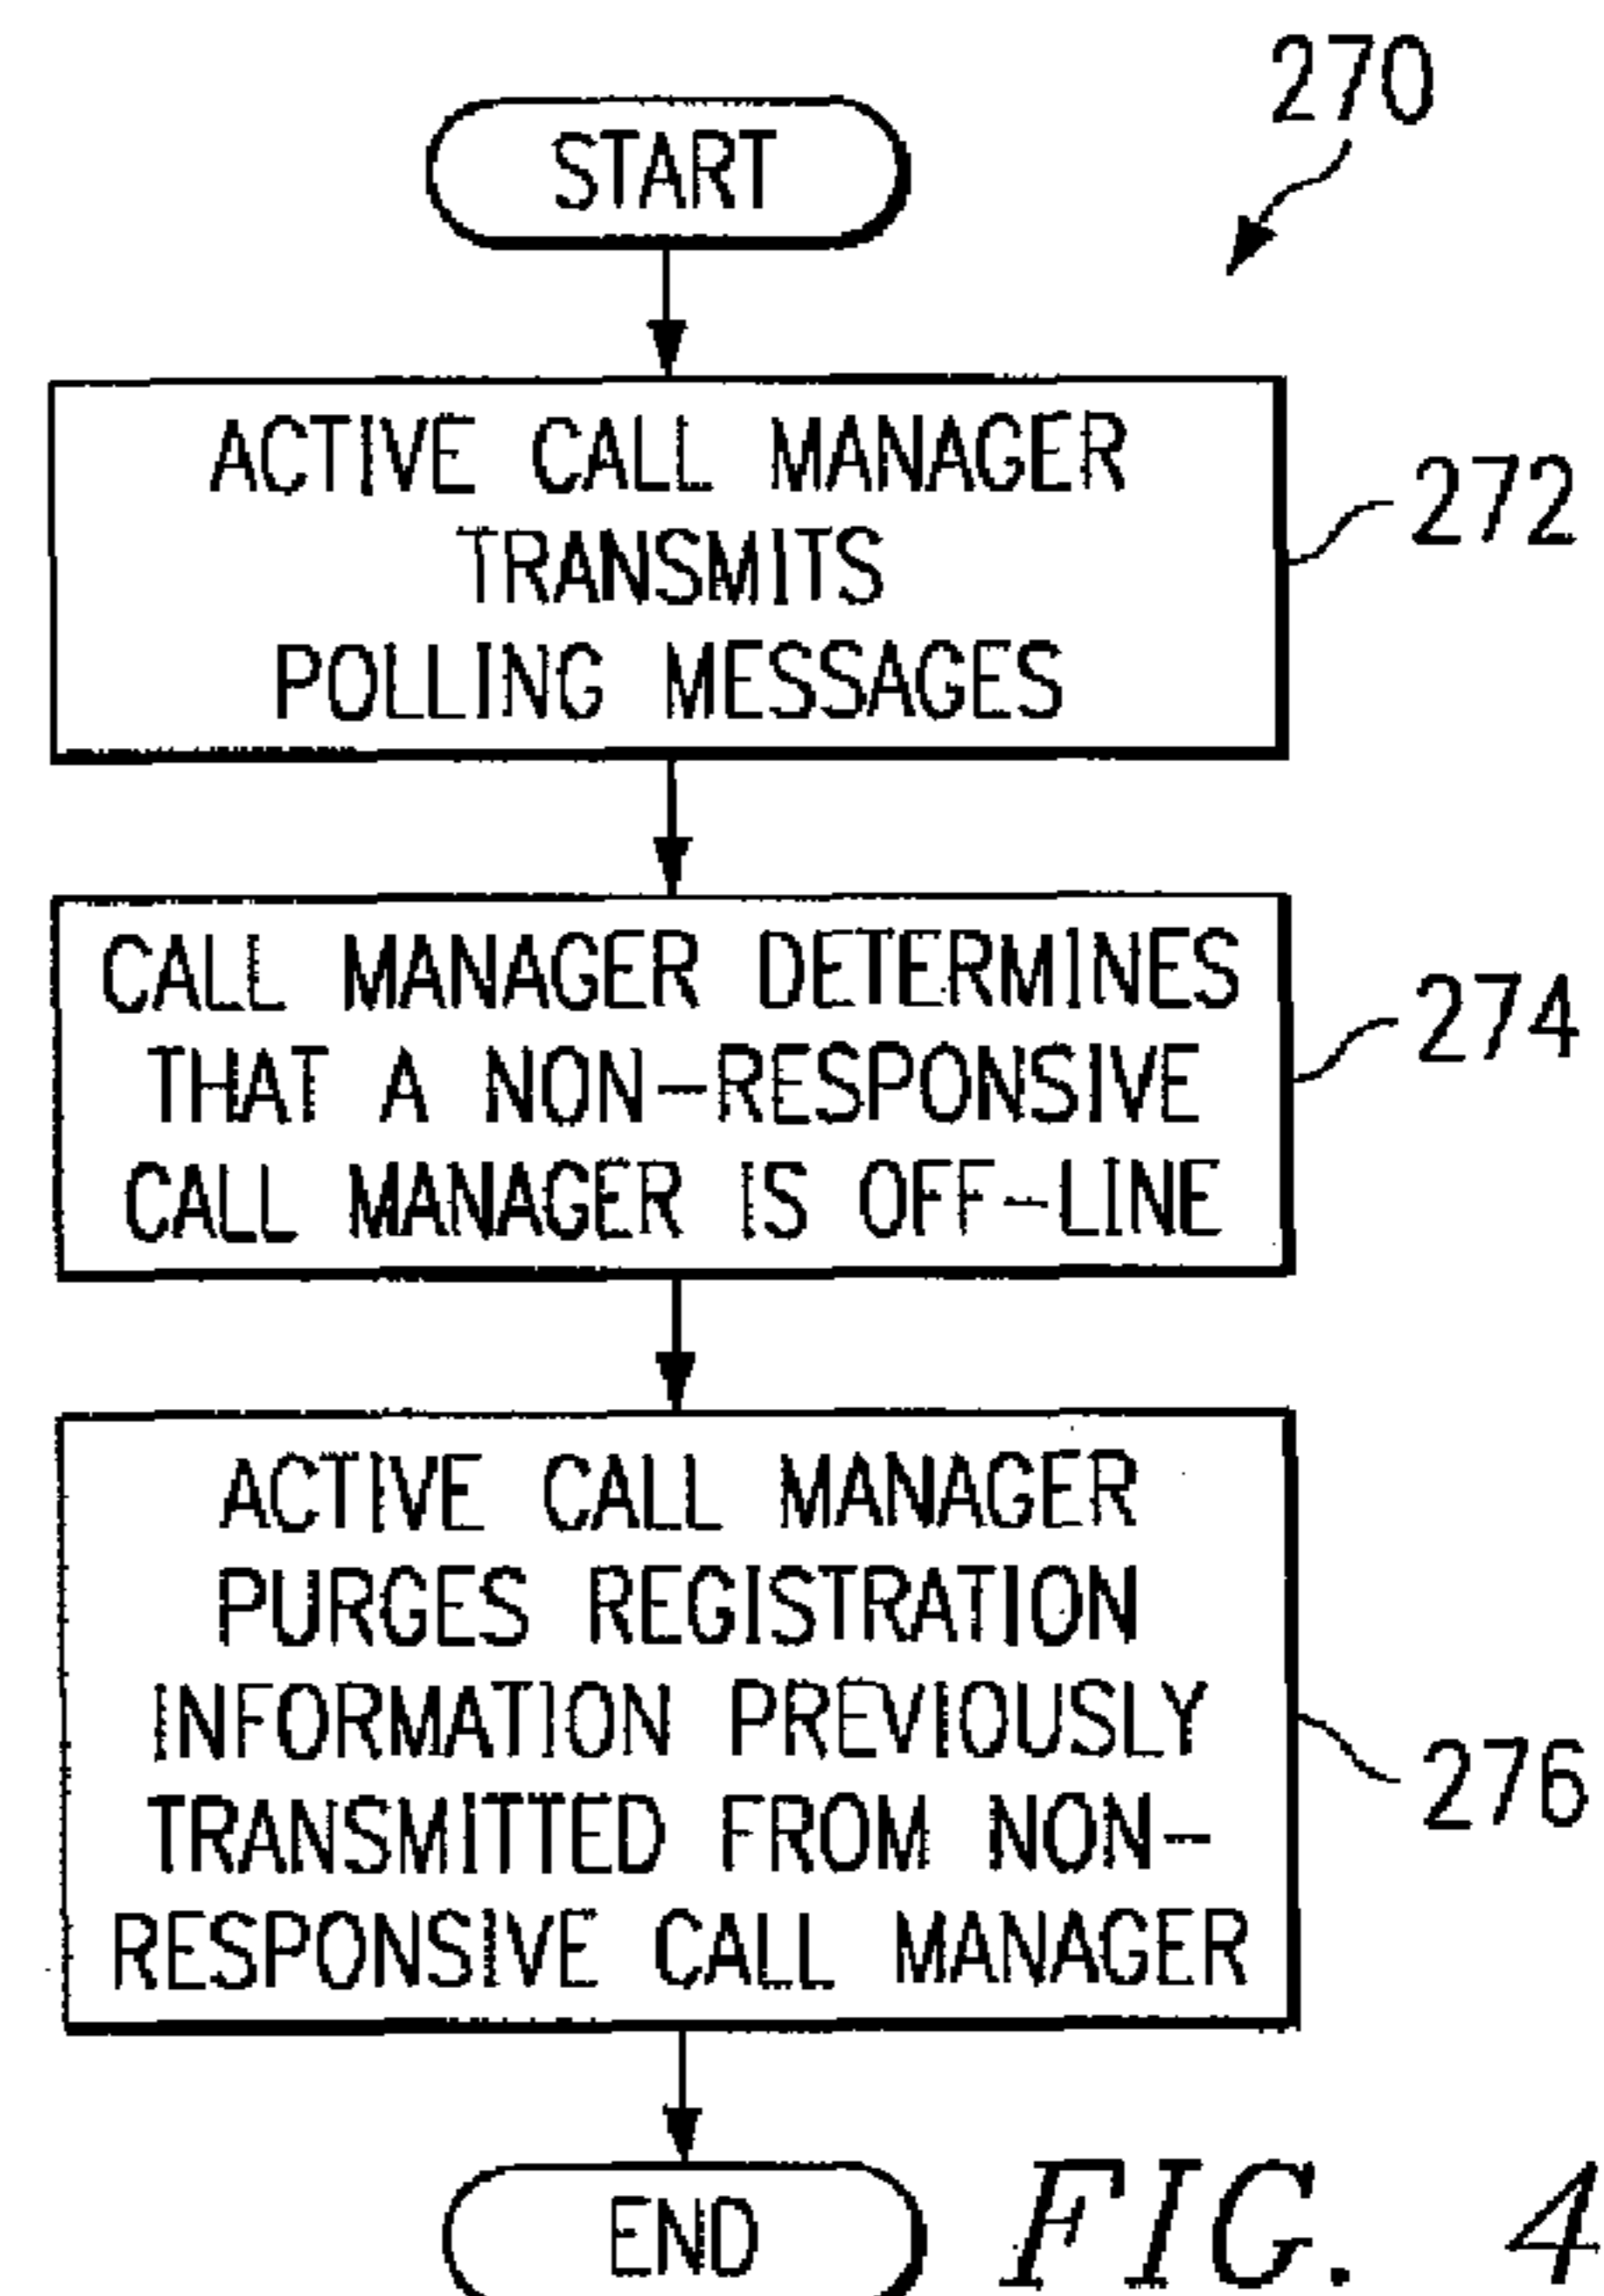 270
START
ACTIVE CALL MANAGER
TRANSMITS
POLLING MESSAGES
272
CALL MANAGER DETERMINES
THAT A NON-RESPONSIVE
CALL MANAGER IS OFF-LINE
274
ACTIVE CALL MANAGER
PURGES REGISTRATION
INFORMATION PREVIOUSLY
TRANSMITTED FROM NON-
RESPONSIVE CALL MANAGER
276
END
FIG. 4